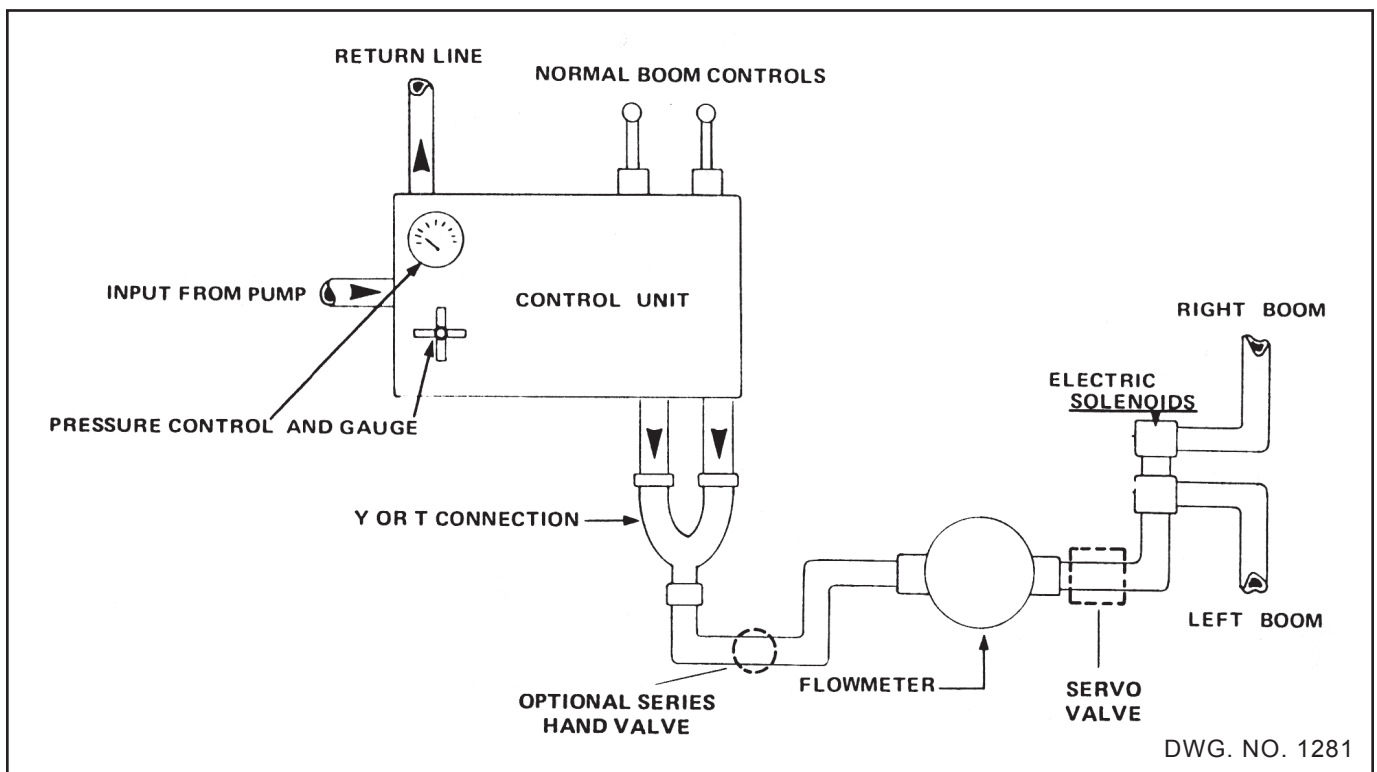 RETURN LINE
NORMAL BOOM CONTROLS
INPUT FROM PUMP
CONTROL UNIT
RIGHT BOOM
ELECTRIC
SOLENOIDS
PRESSURE CONTROL AND GAUGE
Y OR T CONNECTION
LEFT BOOM
FLOWMETER
OPTIONAL SERIES
HAND VALVE
SERVO
VALVE
DWG. NO. 1281